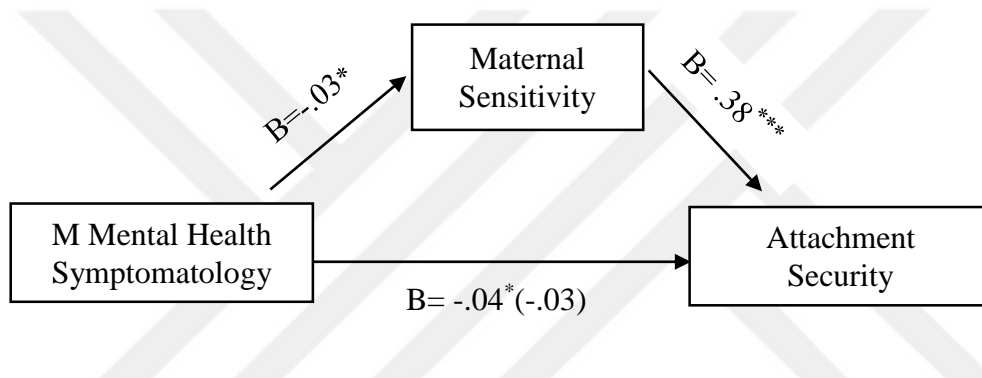 Maternal
Sensitivity
B=-.03*
B= .38 ***
M Mental Health
Symptomatology
Attachment
Security
B= -.04*(-.03)